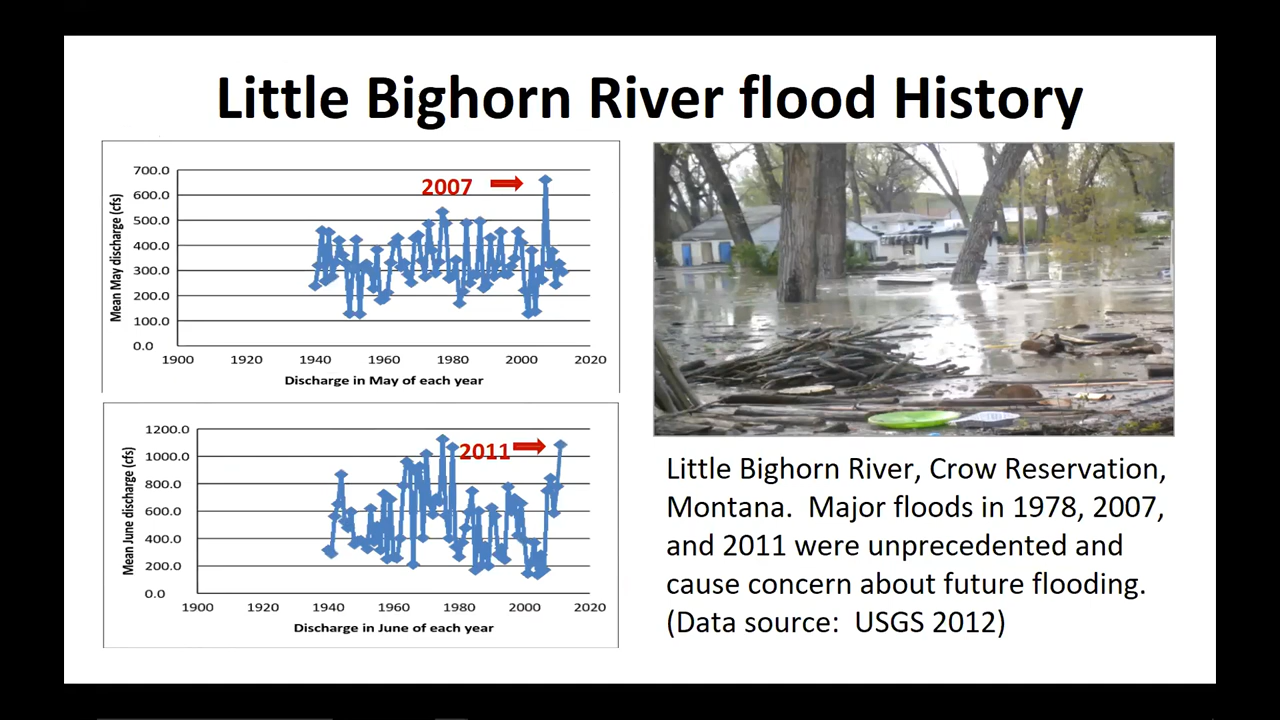 Little Bighorn River flood History
Mean May discharge (cfs)
700.0
600.0
500.0
400.0
300.0
200.0
100.0
0.0
2007
1900 1920 1940 1960 1980 2000 2020
Discharge in May of each year
Mean June discharge (cfs)
1200.0
1000.0
800.0
600.0
400.0
200.0
0.0
2011
1900 1920 1940 1960 1980 2000 2020
Discharge in June of each year
Little Bighorn River, Crow Reservation,
Montana.  Major floods in 1978, 2007,
and 2011 were unprecedented and
cause concern about future flooding.
(Data source:  USGS 2012)